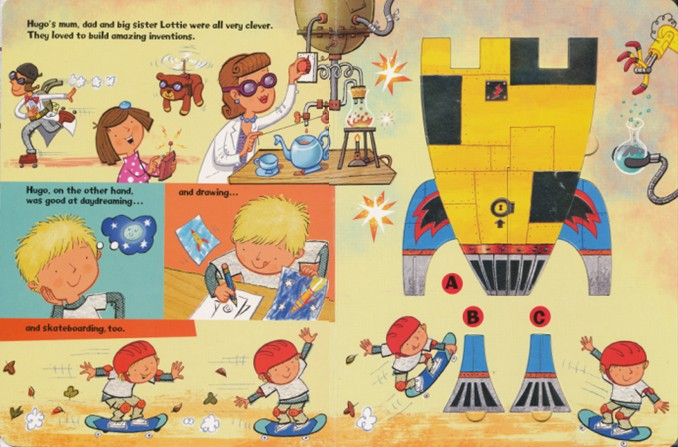 Hugo's mum, dad and big sister Lottie were all very clever.
They loved to build amazing inventions.
Hugo, on the other hand,
was good at daydreaming...
and drawing...
and skateboarding, too.
A
B
C